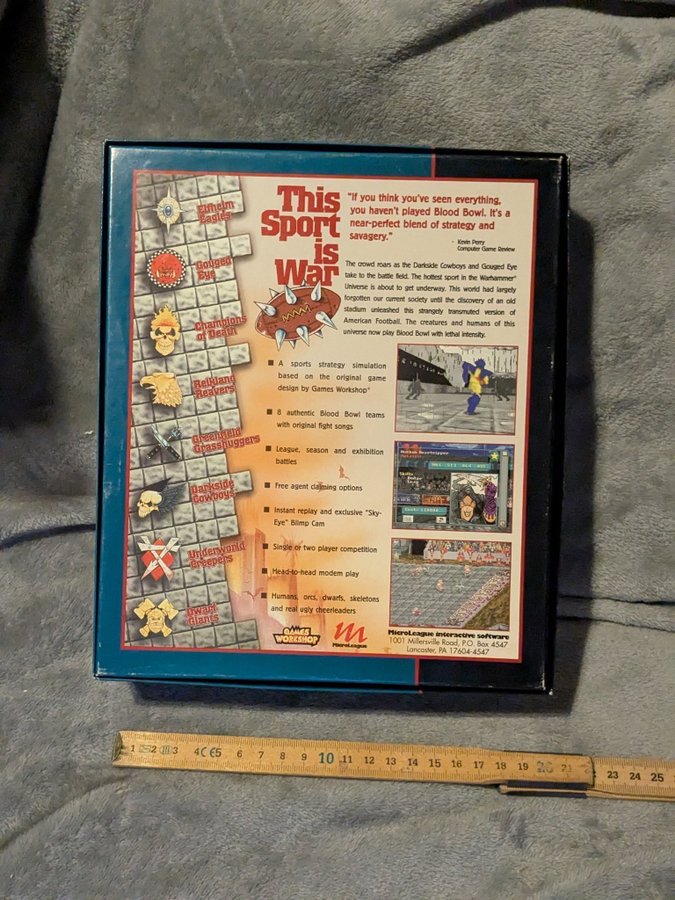 Elfheim
Eagles
Gouged
Eye
Champions
of Death
Reikland
Reavers
Greenfield
Grasshuggers
Darkside
Cowboys
Underworld
Creepers
Dwarf
Giants
This
Sport
is
War
"If you think you've seen everything,
you haven't played Blood Bowl. It's a
near-perfect blend of strategy and
savagery."
- Kevin Perry
Computer Game Review
The crowd roars as the Darkside Cowboys and Gouged Eye
take to the battle field. The hottest sport in the Warhammer®
Universe is about to get underway. This world had largely
forgotten our current society until the discovery of an old
stadium unleashed this strangely transmuted version of
American Football. The creatures and humans of this
universe now play Blood Bowl with lethal intensity.
■ A sports strategy simulation
based on the original game
design by Games Workshop®
■ 8 authentic Blood Bowl teams
with original fight songs
■ League, season and exhibition
battles
■ Free agent claiming options
■ Instant replay and exclusive "Sky-
Eye" Blimp Cam
■ Single or two player competition
■ Head-to-head modem play
■ Humans, orcs, dwarfs, skeletons
and real ugly cheerleaders
GAMES
WORKSHOP
m
MicroLeague
MicroLeague interactive software
1001 Millersville Road, P.O. Box 4547
Lancaster, PA 17604-4547
1 2 3 4 CE 5 6 7 8 9 10 11 12 13 14 15 16 17 18 19 20 21 23 24 25